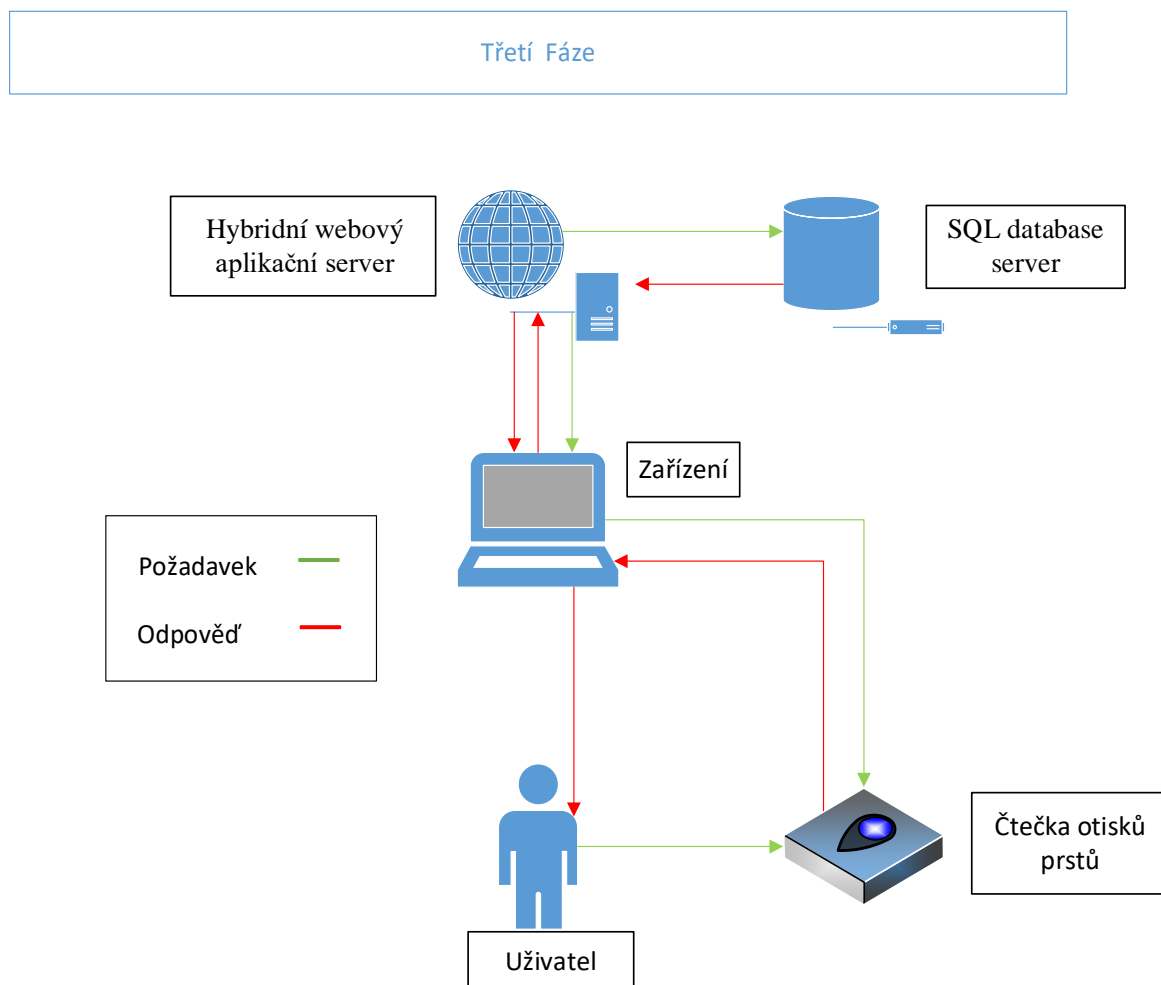 Třetí  Fáze
Hybridní webový
aplikační server
SQL database
server
Zařízení
Požadavek
Odpověď
Čtečka otisků
prstů
Uživatel